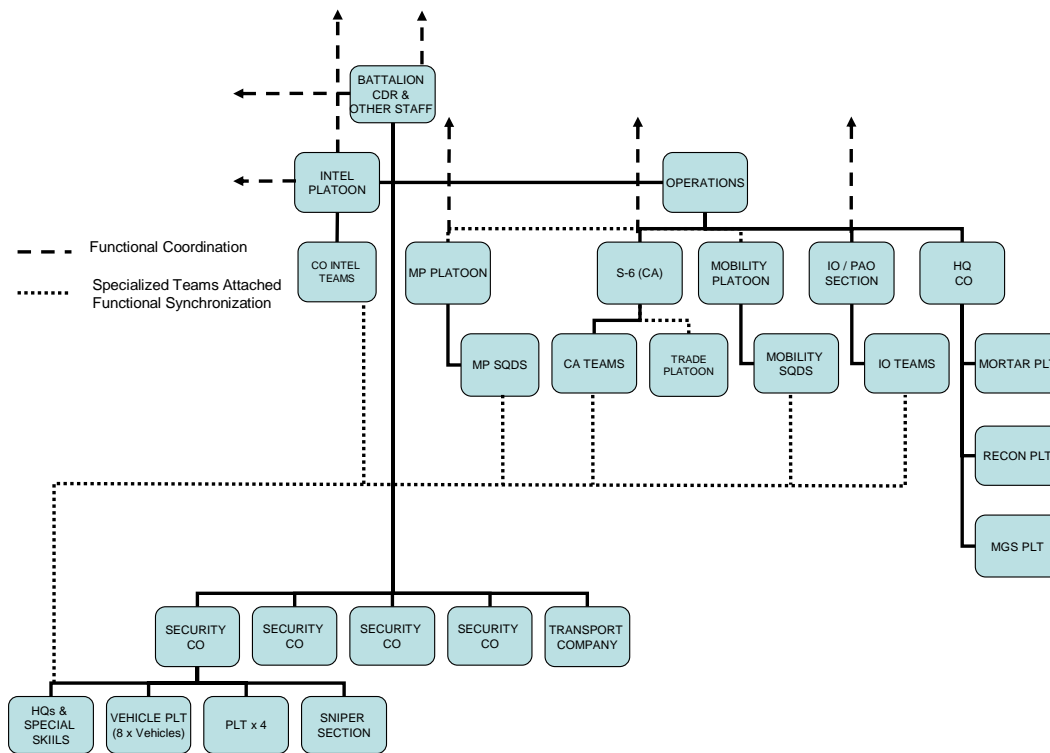 BATTALION
CDR &
OTHER STAFF
INTEL
PLATOON
OPERATIONS
Functional Coordination
Specialized Teams Attached
Functional Synchronization
CO INTEL
TEAMS
MP PLATOON
S-6 (CA)
MOBILITY
PLATOON
IO / PAO
SECTION
HQ
CO
MP SQDS
CA TEAMS
TRADE
PLATOON
MOBILITY
SQDS
IO TEAMS
MORTAR PLT
RECON PLT
MGS PLT
SECURITY
CO
SECURITY
CO
SECURITY
CO
SECURITY
CO
TRANSPORT
COMPANY
HQs &
SPECIAL
SKIILS
VEHICLE PLT
(8 x Vehicles)
PLT x 4
SNIPER
SECTION